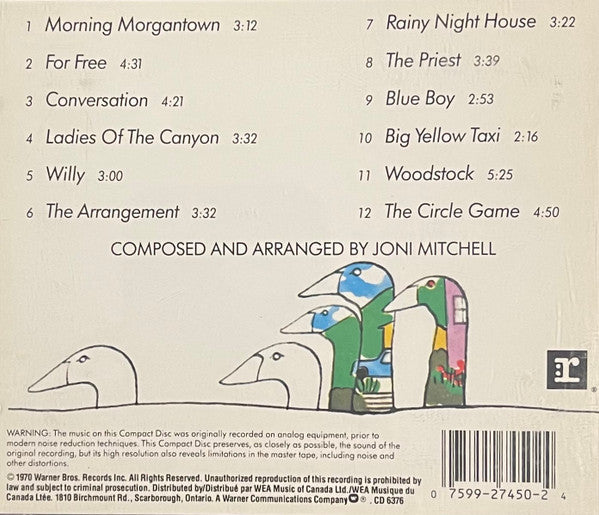 1 Morning Morgantown 3:12
2 For Free 4:31
3 Conversation 4:21
4 Ladies Of The Canyon 3:32
5 Willy 3:00
6 The Arrangement 3:32
7 Rainy Night House 3:22
8 The Priest 3:39
9 Blue Boy 2:53
10 Big Yellow Taxi 2:16
11 Woodstock 5:25
12 The Circle Game 4:50
COMPOSED AND ARRANGED BY JONI MITCHELL
r
®
WARNING: The music on this Compact Disc was originally recorded on analog equipment, prior to
modern noise reduction techniques. This Compact Disc preserves, as closely as possible, the sound of
the original recording, but its high resolution also reveals limitations in the master tape, including noise and
other distortions.
© 1970 Warner Bros. Records Inc. All Rights Reserved. Unauthorized reproduction of this recording is prohibited by
law and subject to criminal prosecution. Distributed by/Distribué par WEA Music of Canada Ltd./WEA Musique du
Canada Ltée. 1810 Birchmount Rd., Scarborough, Ontario. A Warner Communications Company ® . CD 6376
0 7599-27450-2 4